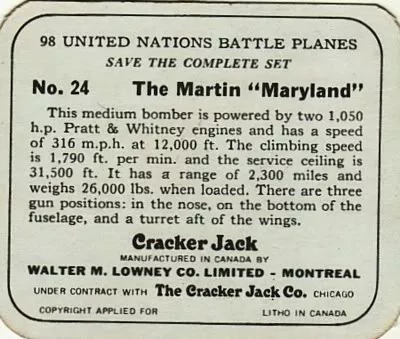 98 UNITED NATIONS BATTLE PLANES
SAVE THE COMPLETE SET
No. 24 The Martin "Maryland"
This medium bomber is powered by two 1,050
h.p. Pratt & Whitney engines and has a speed
of 316 m.p.h. at 12,000 ft. The climbing speed
is 1,790 ft. per min. and the service ceiling is
31,500 ft. It has a range of 2,300 miles and
weighs 26,000 lbs. when loaded. There are three
gun positions: in the nose, on the bottom of the
fuselage, and a turret aft of the wings.
Cracker Jack
MANUFACTURED IN CANADA BY
WALTER M. LOWNEY CO. LIMITED - MONTREAL
UNDER CONTRACT WITH The Cracker Jack Co. CHICAGO
COPYRIGHT APPLIED FOR LITHO IN CANADA